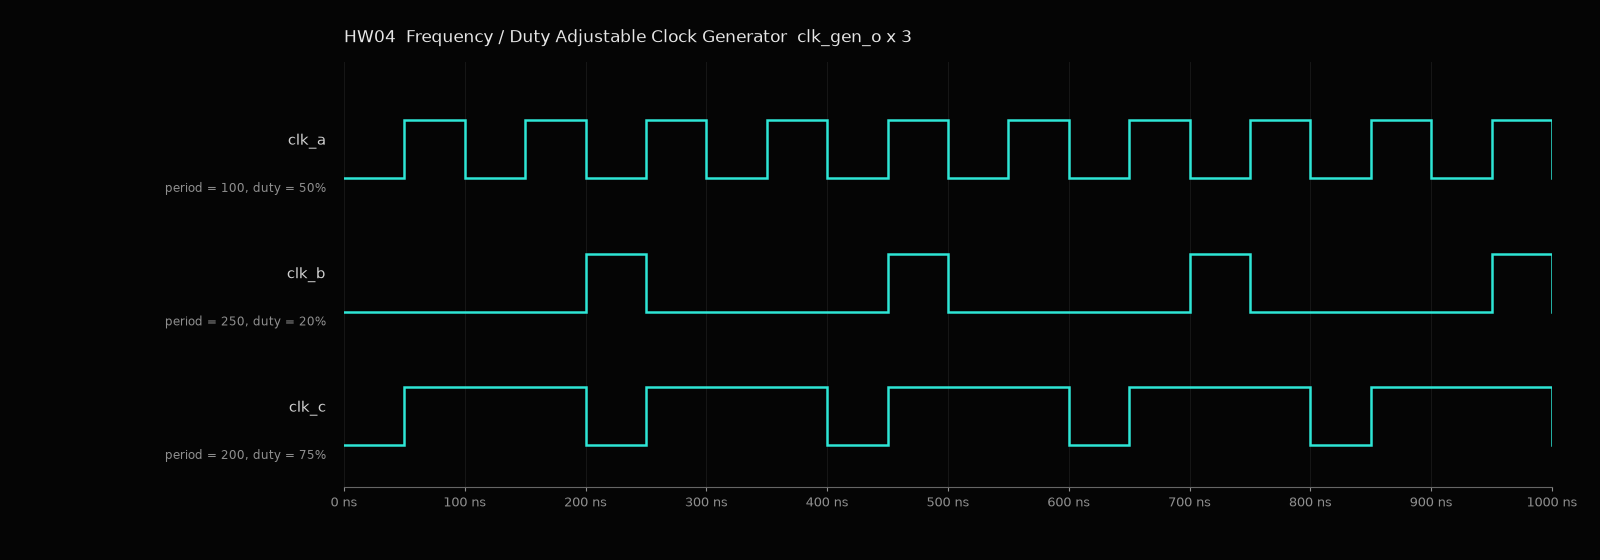 HW04  Frequency / Duty Adjustable Clock Generator  clk_gen_o x 3
clk_a
period = 100, duty = 50%
clk_b
period = 250, duty = 20%
clk_c
period = 200, duty = 75%
0 ns 100 ns 200 ns 300 ns 400 ns 500 ns 600 ns 700 ns 800 ns 900 ns 1000 ns